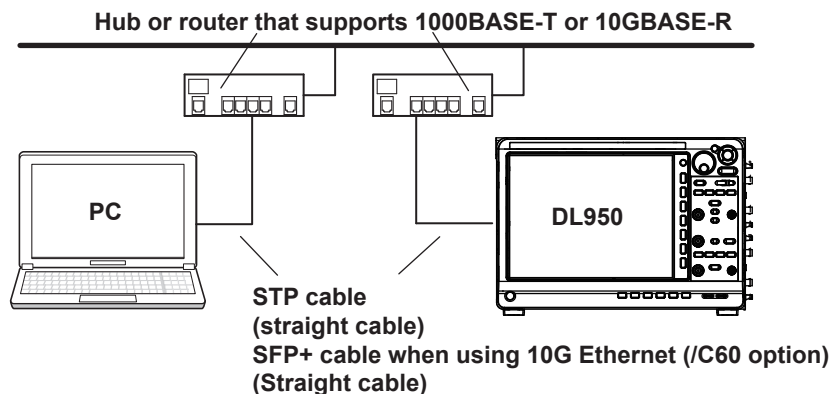 Hub or router that supports 1000BASE-T or 10GBASE-R
PC
DL950
STP cable
(straight cable)
SFP+ cable when using 10G Ethernet (/C60 option)
(Straight cable)